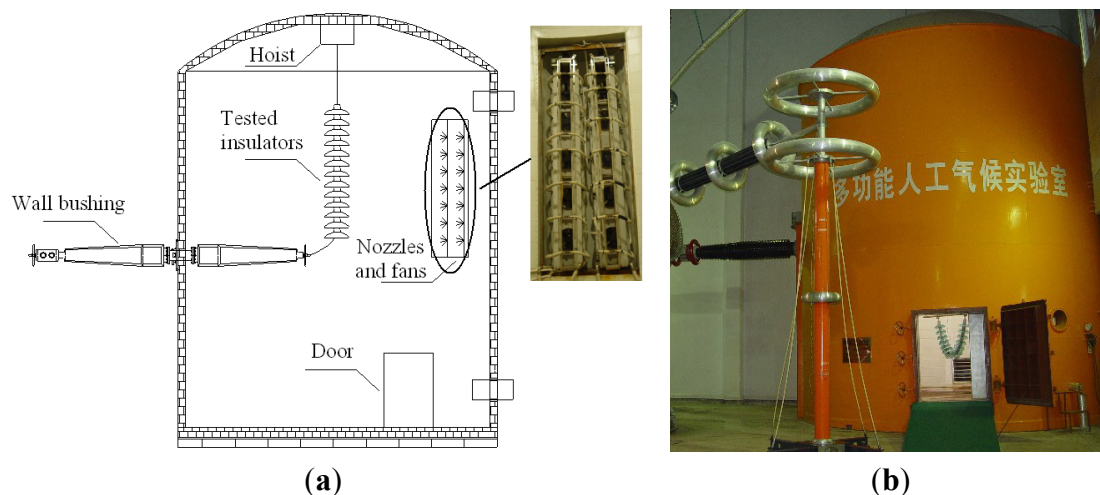 Hoist
Tested
insulators
Wall bushing
Nozzles
and fans
Door
(a)
多功能人工气候实验室
(b)